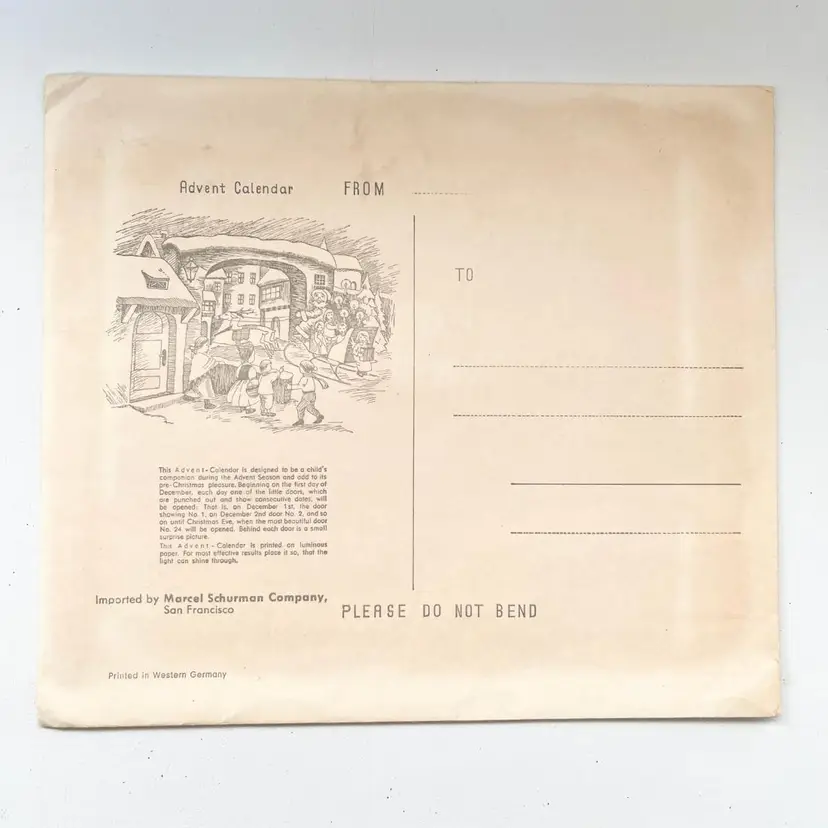 Advent Calendar FROM
TO
This Advent-Calendar is designed to be a child's
companion during the Advent Season and add to its
pre-Christmas pleasure. Beginning on the first day of
December, each day one of the little doors, which
are punched out and show consecutive dates, will
be opened: That is, on December 1st, the door
showing No. 1, on December 2nd door No. 2, and so
on until Christmas Eve, when the most beautiful door
No. 24 will be opened. Behind each door is a small
surprise picture.
This Advent-Calendar is printed on luminous
paper. For most effective results place it so, that the
light can shine through.
Imported by Marcel Schurman Company,
San Francisco
PLEASE DO NOT BEND
Printed in Western Germany